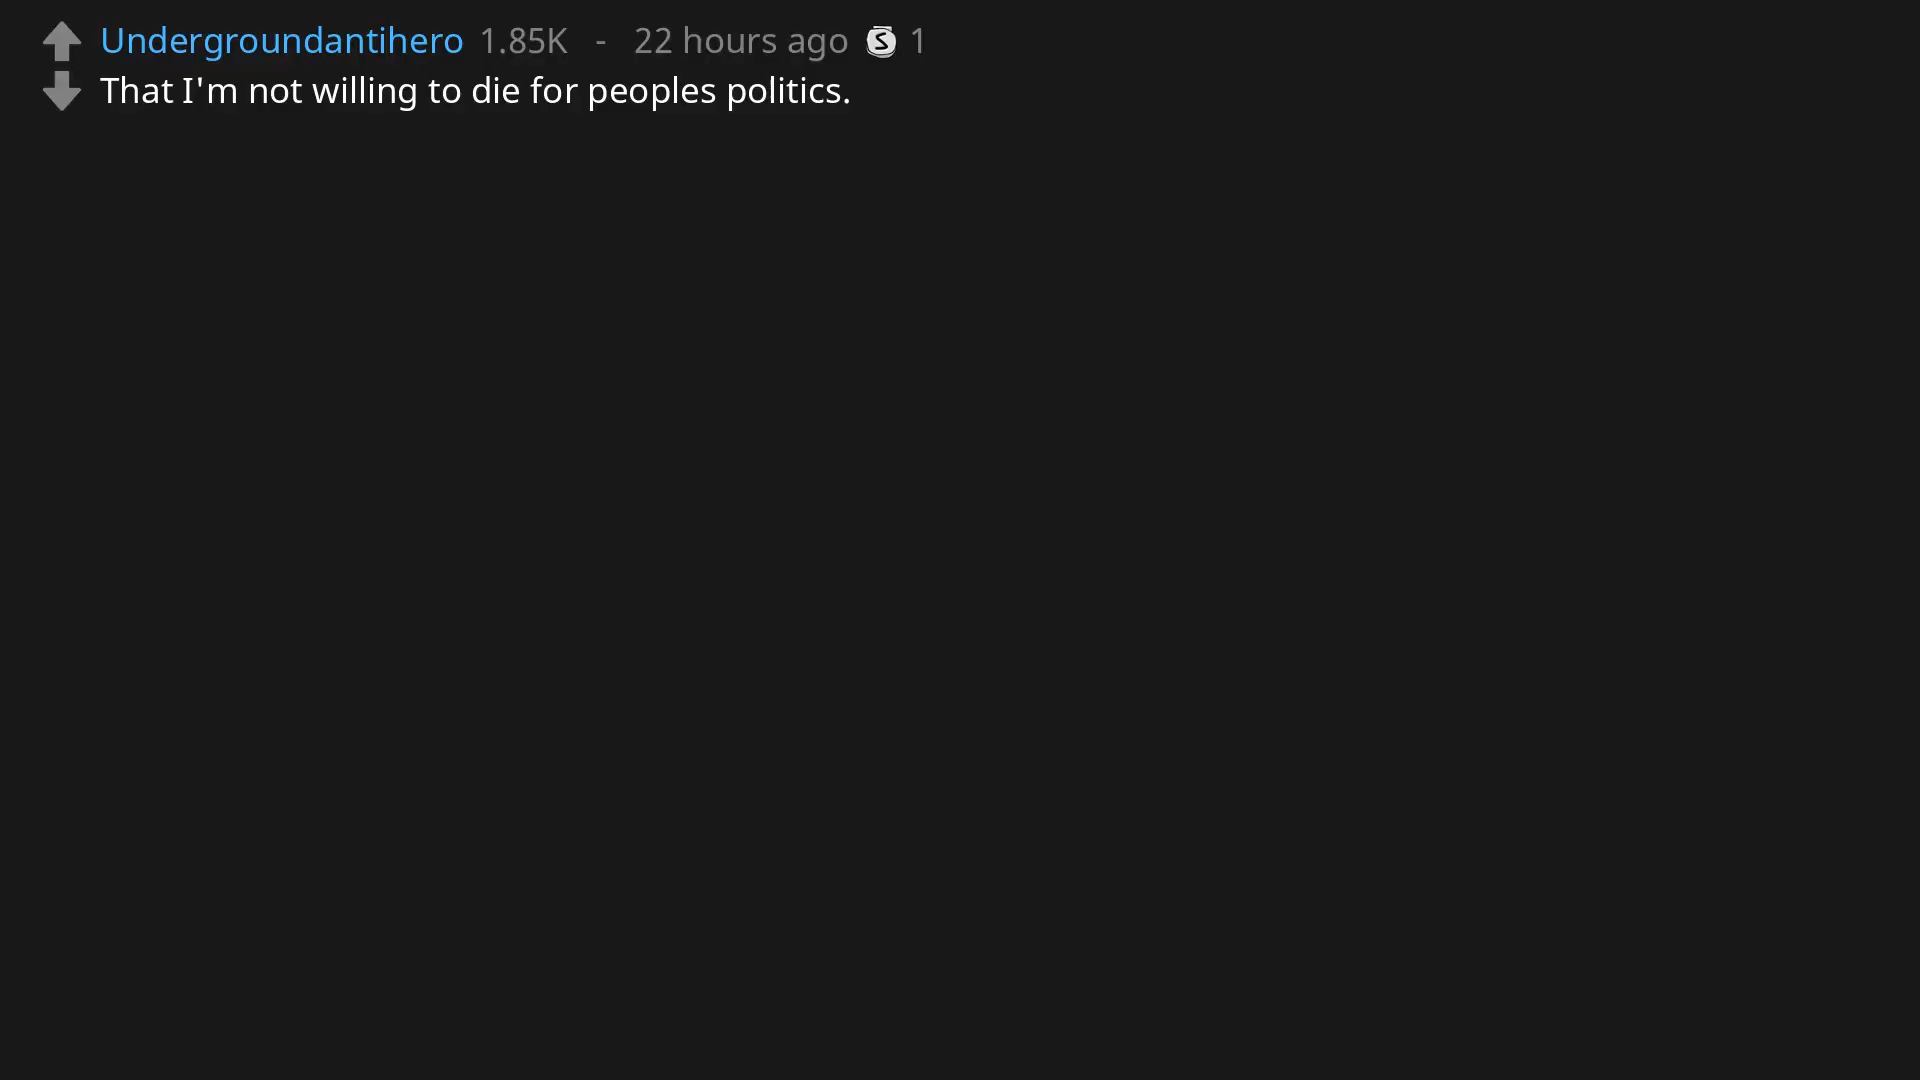 Undergroundantihero 1.85K - 22 hours ago S 1
That I'm not willing to die for peoples politics.